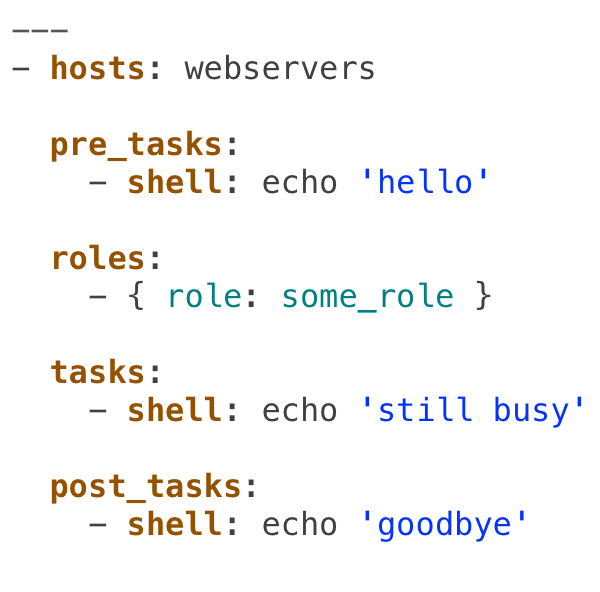 ---
- hosts: webservers

  pre_tasks:
    - shell: echo 'hello'

  roles:
    - { role: some_role }

  tasks:
    - shell: echo 'still busy'

  post_tasks:
    - shell: echo 'goodbye'